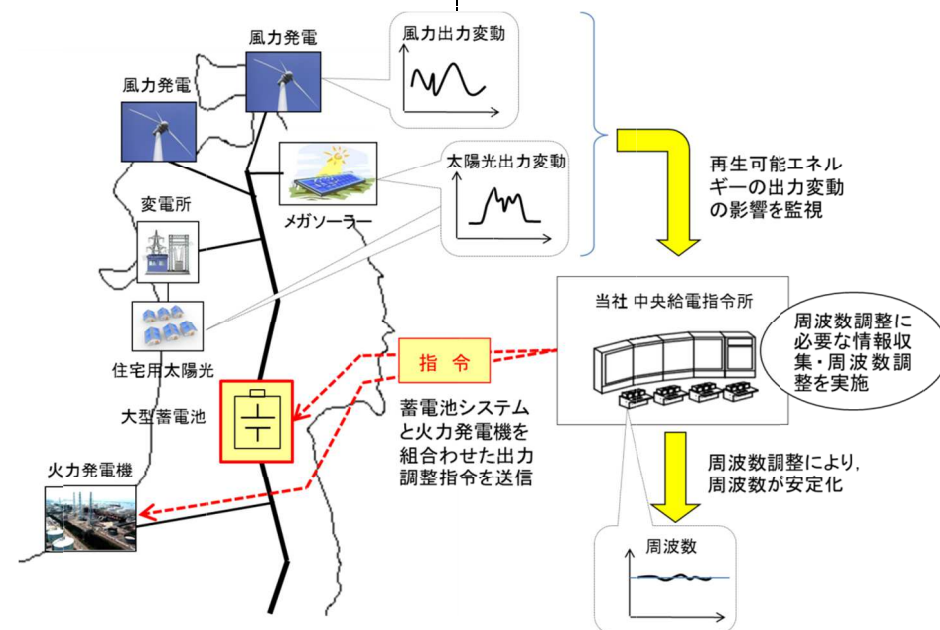 風力発電
風力出力変動
風力発電
太陽光出力変動
メガソーラー
変電所
住宅用太陽光
大型蓄電池
火力発電機
指令
蓄電池システム
と火力発電機を
組合わせた出力
調整指令を送信
再生可能エネル
ギーの出力変動
の影響を監視
当社 中央給電指令所
周波数調整に
必要な情報収
集・周波数調
整を実施
周波数調整により,
周波数が安定化
周波数